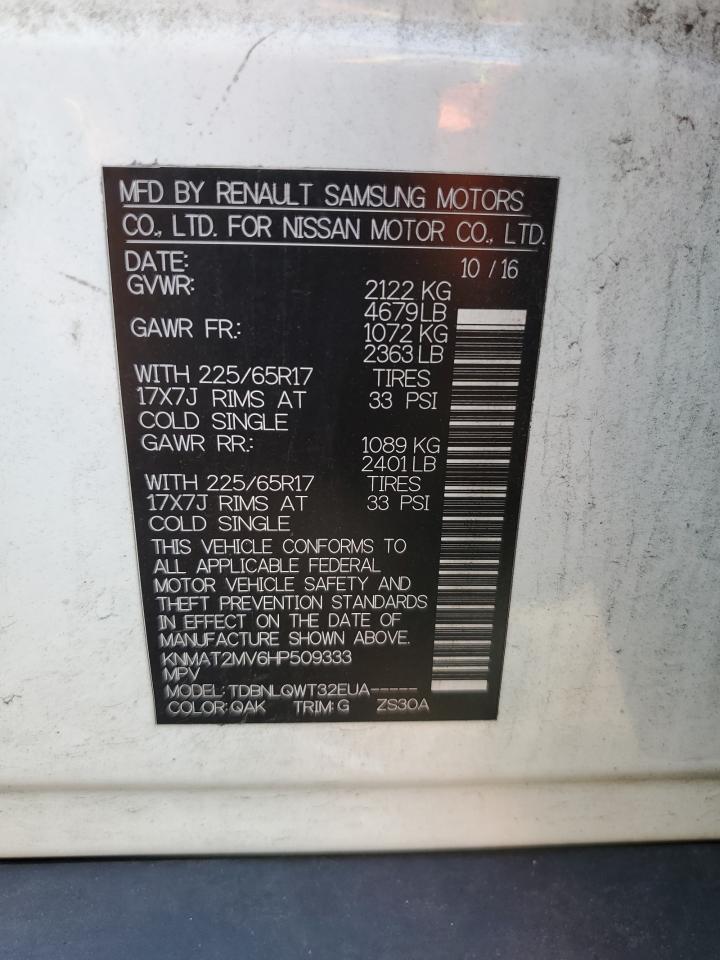 MFD BY RENAULT SAMSUNG MOTORS
CO., LTD. FOR NISSAN MOTOR CO., LTD.
DATE: 10 / 16
GVWR: 2122 KG
4679 LB
GAWR FR.: 1072 KG
2363 LB
WITH 225/65R17 TIRES
17X7J RIMS AT 33 PSI
COLD SINGLE
GAWR RR.: 1089 KG
2401 LB
WITH 225/65R17 TIRES
17X7J RIMS AT 33 PSI
COLD SINGLE
THIS VEHICLE CONFORMS TO
ALL APPLICABLE FEDERAL
MOTOR VEHICLE SAFETY AND
THEFT PREVENTION STANDARDS
IN EFFECT ON THE DATE OF
MANUFACTURE SHOWN ABOVE.
KNMAT2MV6HP509333
MPV
MODEL: TDBNLQWT32EUA-----
COLOR: QAK TRIM: G ZS30A